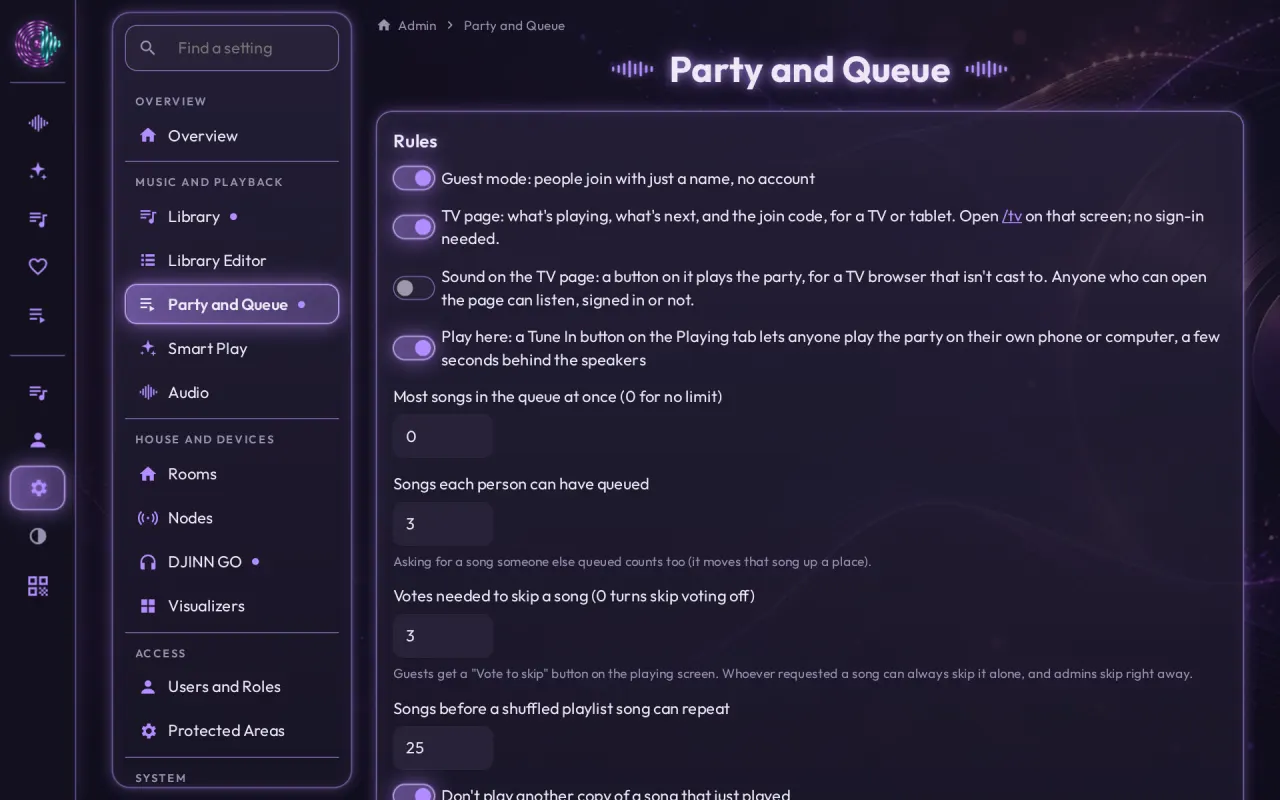 Find a setting
OVERVIEW
Overview
MUSIC AND PLAYBACK
Library
Library Editor
Party and Queue
Smart Play
Audio
HOUSE AND DEVICES
Rooms
Nodes
DJINN GO
Visualizers
ACCESS
Users and Roles
Protected Areas
SYSTEM
Admin > Party and Queue
Party and Queue
Rules
Guest mode: people join with just a name, no account
TV page: what's playing, what's next, and the join code, for a TV or tablet. Open /tv on that screen; no sign-in
needed.
Sound on the TV page: a button on it plays the party, for a TV browser that isn't cast to. Anyone who can open
the page can listen, signed in or not.
Play here: a Tune In button on the Playing tab lets anyone play the party on their own phone or computer, a few
seconds behind the speakers
Most songs in the queue at once (0 for no limit)
0
Songs each person can have queued
3
Asking for a song someone else queued counts too (it moves that song up a place).
Votes needed to skip a song (0 turns skip voting off)
3
Guests get a "Vote to skip" button on the playing screen. Whoever requested a song can always skip it alone, and admins skip right away.
Songs before a shuffled playlist song can repeat
25
Don't play another copy of a song that just played